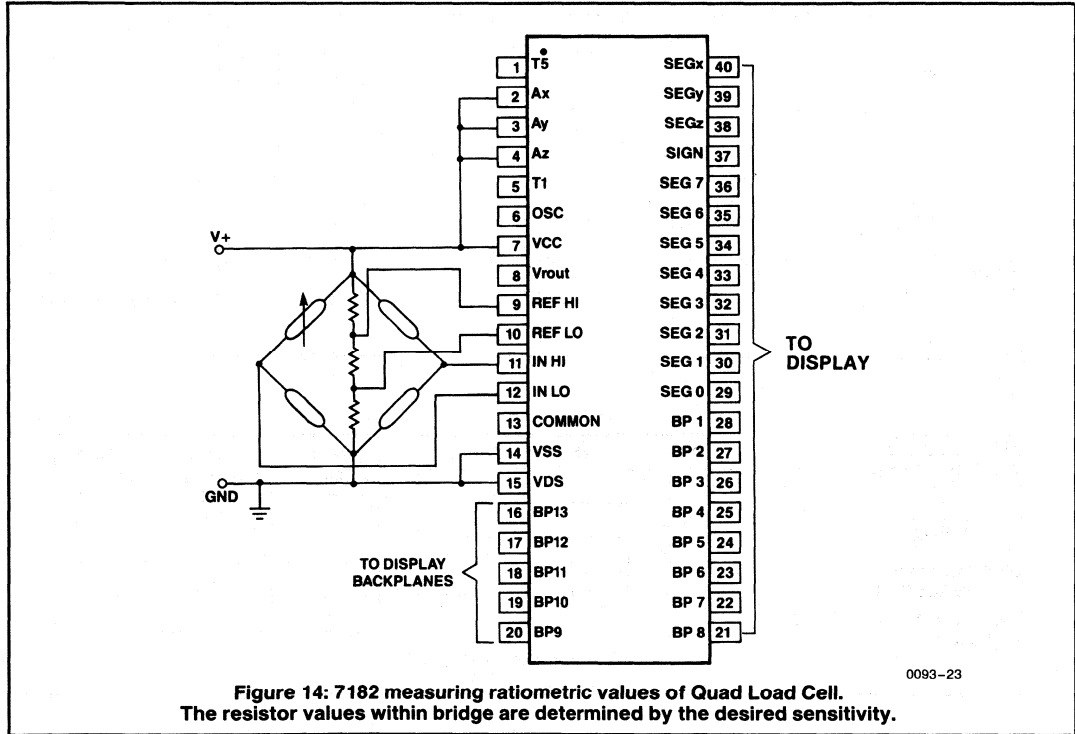 1 T5
2 Ax
3 Ay
4 Az
5 T1
6 OSC
7 VCC
8 Vrout
9 REF HI
10 REF LO
11 IN HI
12 IN LO
13 COMMON
14 VSS
15 VDS
16 BP13
17 BP12
18 BP11
19 BP10
20 BP9
SEGx 40
SEGy 39
SEGz 38
SIGN 37
SEG 7 36
SEG 6 35
SEG 5 34
SEG 4 33
SEG 3 32
SEG 2 31
SEG 1 30
SEG 0 29
BP 1 28
BP 2 27
BP 3 26
BP 4 25
BP 5 24
BP 6 23
BP 7 22
BP 8 21
V+
GND
TO DISPLAY
BACKPLANES
TO
DISPLAY
0093-23
Figure 14: 7182 measuring ratiometric values of Quad Load Cell.
The resistor values within bridge are determined by the desired sensitivity.